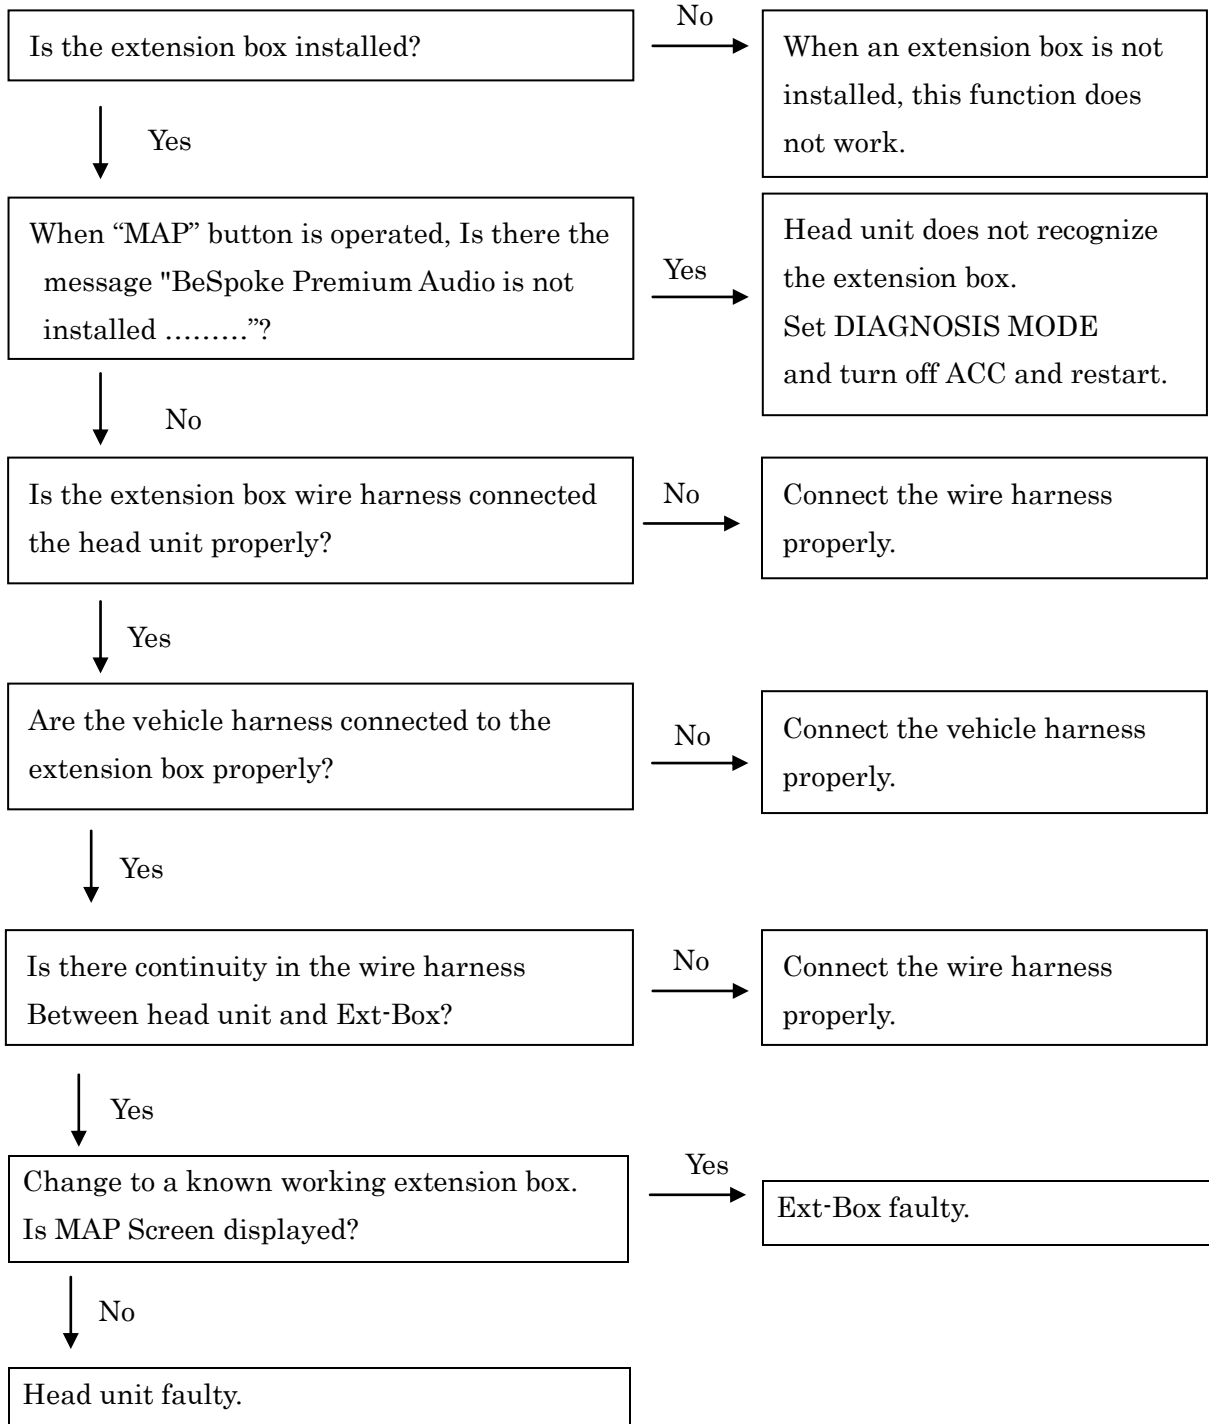 Is the extension box installed?
No
When an extension box is not
installed, this function does
not work.
Yes
When “MAP” button is operated, Is there the
message "BeSpoke Premium Audio is not
installed ………”?
Yes
Head unit does not recognize
the extension box.
Set DIAGNOSIS MODE
and turn off ACC and restart.
No
Is the extension box wire harness connected
the head unit properly?
No
Connect the wire harness
properly.
Yes
Are the vehicle harness connected to the
extension box properly?
No
Connect the vehicle harness
properly.
Yes
Is there continuity in the wire harness
Between head unit and Ext-Box?
No
Connect the wire harness
properly.
Yes
Change to a known working extension box.
Is MAP Screen displayed?
Yes
Ext-Box faulty.
No
Head unit faulty.